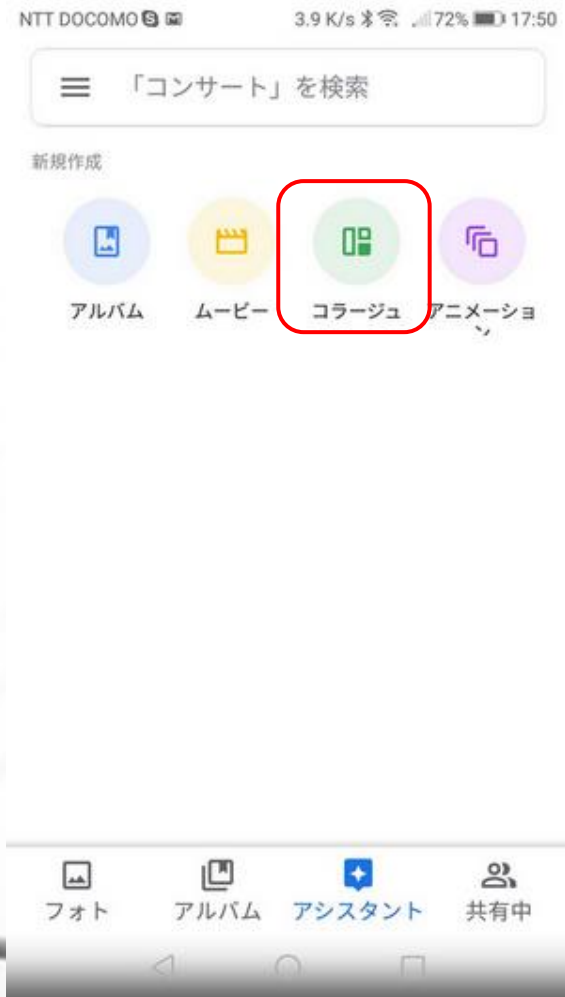 NTT DOCOMO 3.9 K/s 72% 17:50
「コンサート」を検索
新規作成
アルバム ムービー コラージュ アニメーショ
ン
フォト アルバム アシスタント 共有中